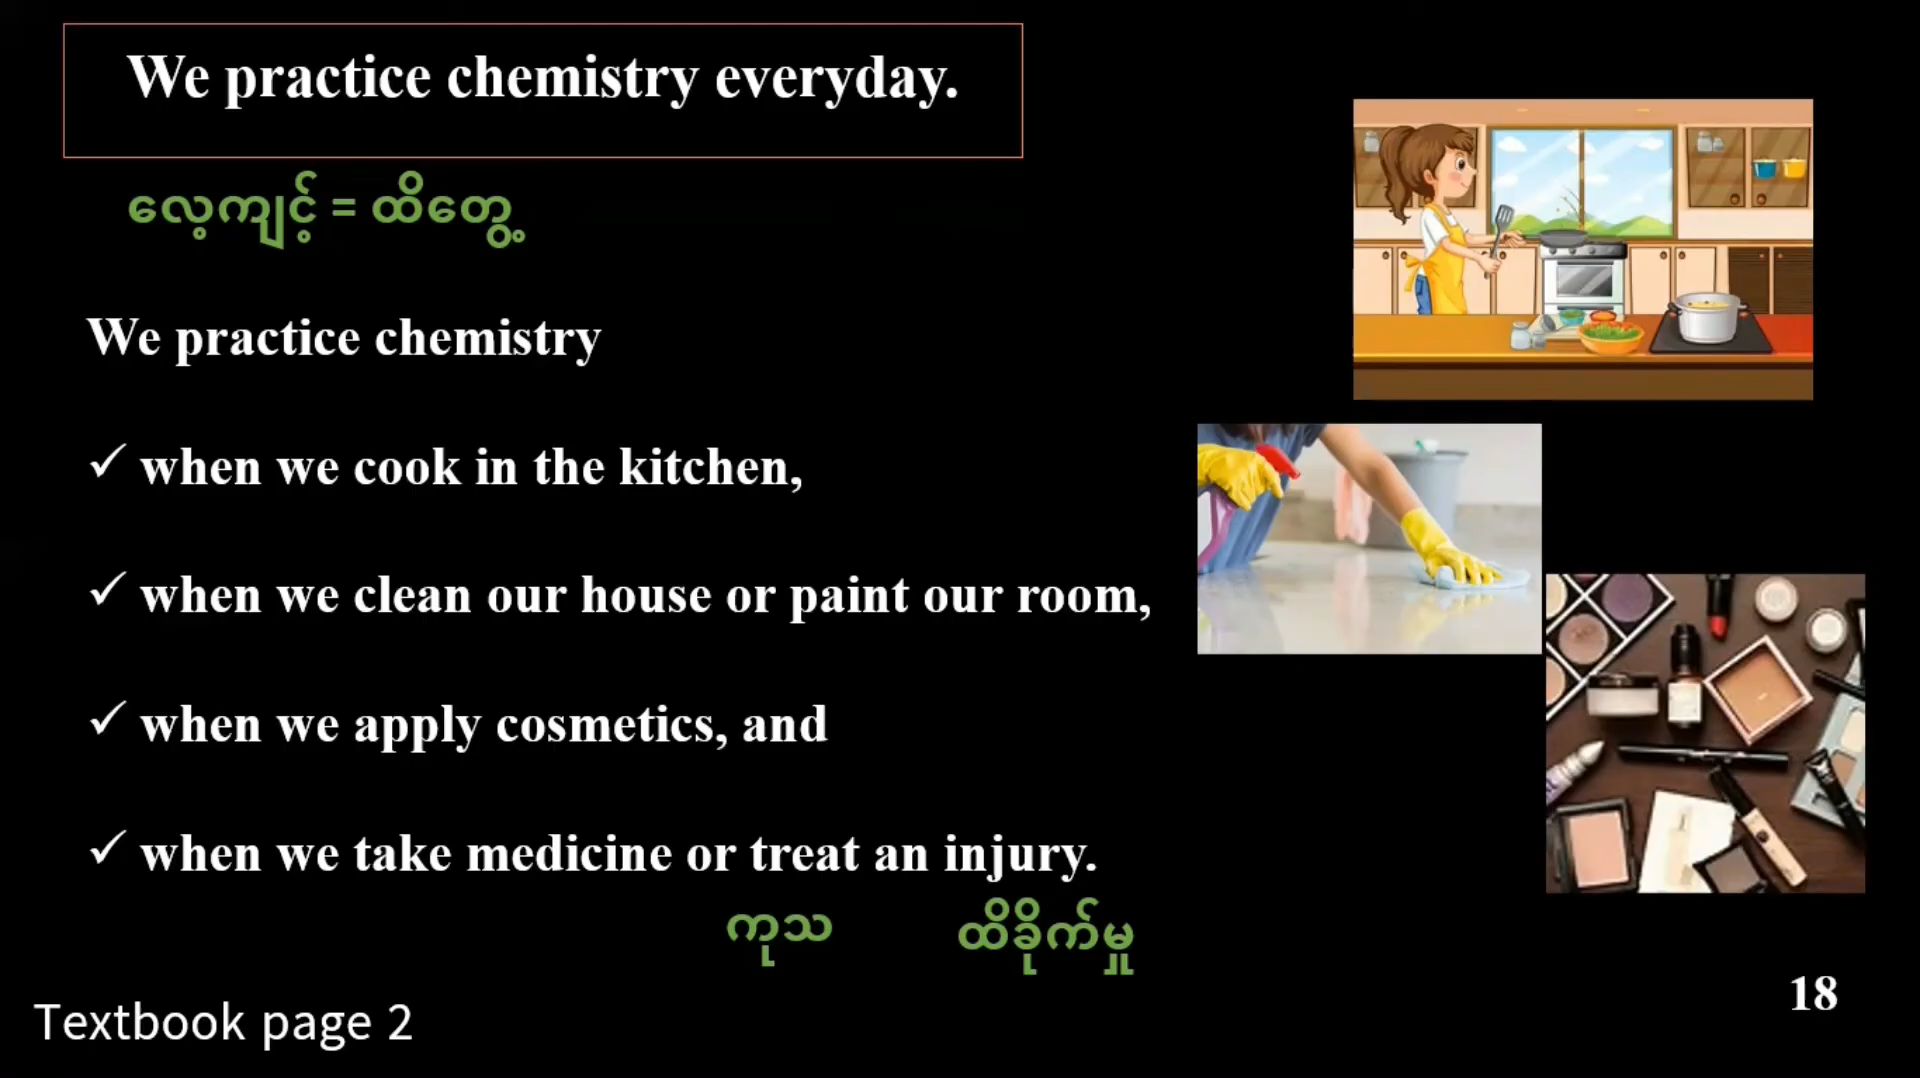 We practice chemistry everyday.
လေ့ကျင့် = ထိတွေ့
We practice chemistry
✓ when we cook in the kitchen,
✓ when we clean our house or paint our room,
✓ when we apply cosmetics, and
✓ when we take medicine or treat an injury.
ကုသ ထိခိုက်မှု
18
Textbook page 2